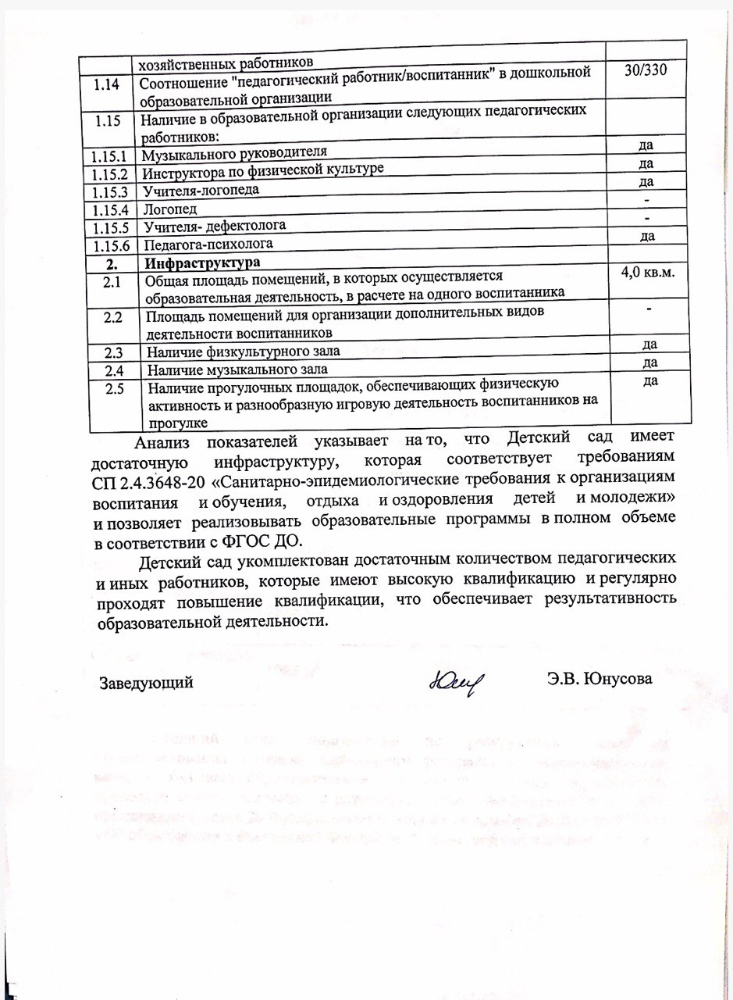 хозяйственных работников
1.14 Соотношение "педагогический работник/воспитанник" в дошкольной 30/330
образовательной организации
1.15 Наличие в образовательной организации следующих педагогических
работников:
1.15.1 Музыкального руководителя да
1.15.2 Инструктора по физической культуре да
1.15.3 Учителя-логопеда да
1.15.4 Логопед -
1.15.5 Учителя- дефектолога -
1.15.6 Педагога-психолога да
2. Инфраструктура
2.1 Общая площадь помещений, в которых осуществляется 4,0 кв.м.
образовательная деятельность, в расчете на одного воспитанника
2.2 Площадь помещений для организации дополнительных видов -
деятельности воспитанников
2.3 Наличие физкультурного зала да
2.4 Наличие музыкального зала да
2.5 Наличие прогулочных площадок, обеспечивающих физическую да
активность и разнообразную игровую деятельность воспитанников на
прогулке
Анализ показателей указывает на то, что Детский сад имеет
достаточную инфраструктуру, которая соответствует требованиям
СП 2.4.3648-20 «Санитарно-эпидемиологические требования к организациям
воспитания и обучения, отдыха и оздоровления детей и молодежи»
и позволяет реализовывать образовательные программы в полном объеме
в соответствии с ФГОС ДО.
Детский сад укомплектован достаточным количеством педагогических
и иных работников, которые имеют высокую квалификацию и регулярно
проходят повышение квалификации, что обеспечивает результативность
образовательной деятельности.
Заведующий Э.В. Юнусова